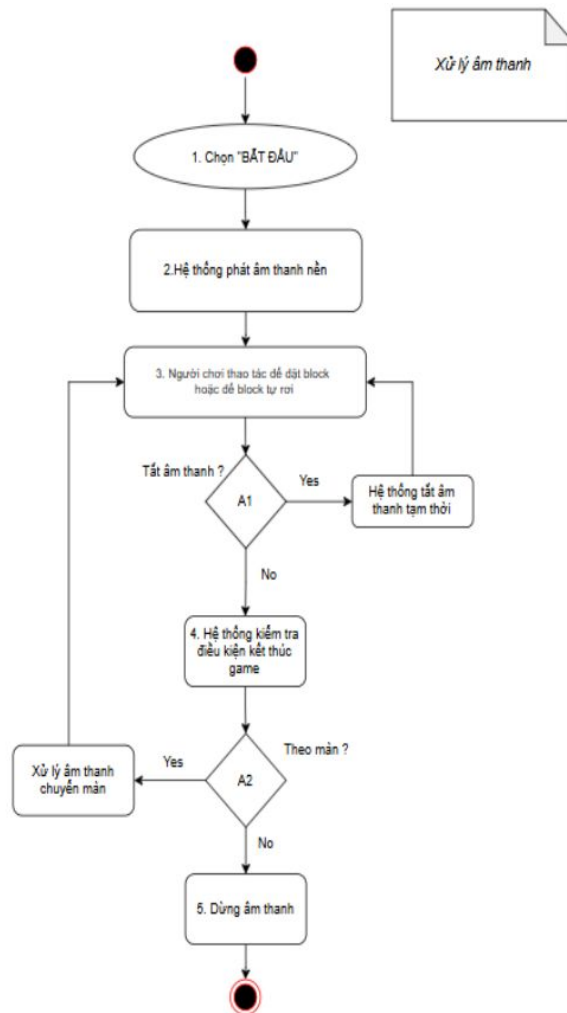 Xử lý âm thanh
1. Chọn "BẮT ĐẦU"
2.Hệ thống phát âm thanh nền
3. Người chơi thao tác để đặt block
hoặc để block tự rơi
Tắt âm thanh ?
A1
Yes
Hệ thống tắt âm
thanh tạm thời
No
4. Hệ thống kiểm tra
điều kiện kết thúc
game
Theo màn ?
A2
Yes
Xử lý âm thanh
chuyển màn
No
5. Dừng âm thanh